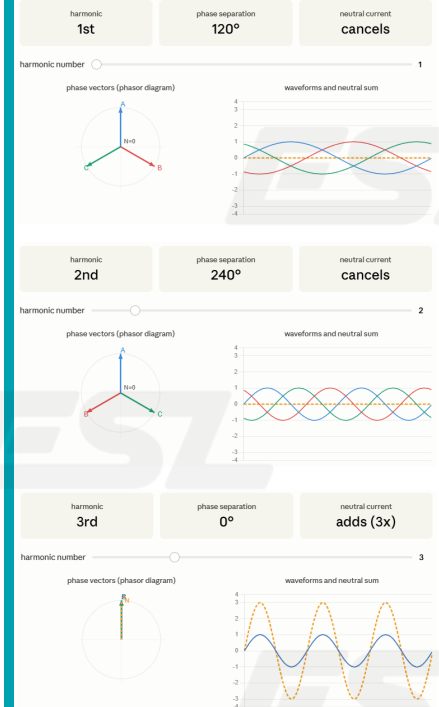 harmonic
1st
phase separation
120°
neutral current
cancels
harmonic number
1
phase vectors (phasor diagram)
A
N=0
C
B
waveforms and neutral sum
4
3
2
1
0
-1
-2
-3
-4
harmonic
2nd
phase separation
240°
neutral current
cancels
harmonic number
2
phase vectors (phasor diagram)
A
N=0
B
C
waveforms and neutral sum
4
3
2
1
0
-1
-2
-3
-4
harmonic
3rd
phase separation
0°
neutral current
adds (3x)
harmonic number
3
phase vectors (phasor diagram)
N
waveforms and neutral sum
4
3
2
1
0
-1
-2
-3
-4
ESL
ESL